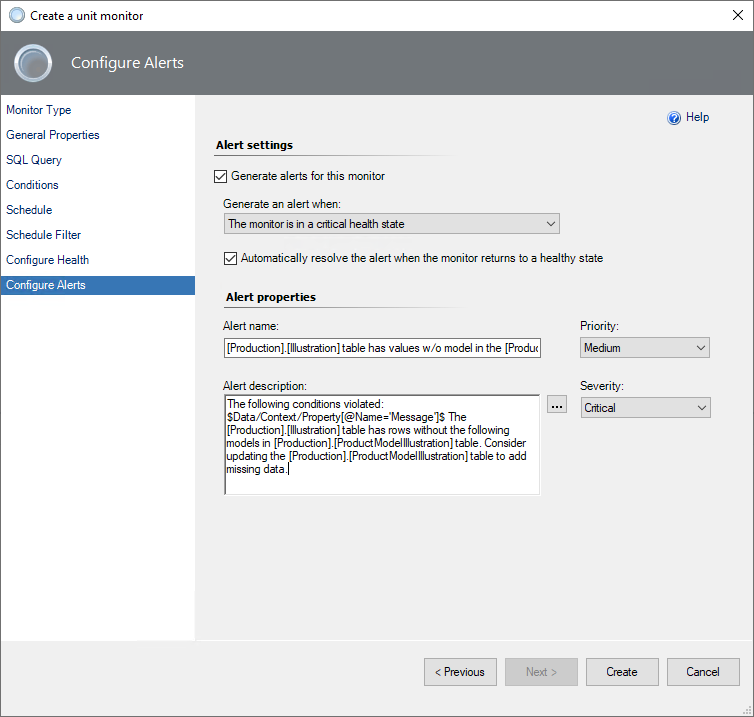 Create a unit monitor
Configure Alerts
Monitor Type
General Properties
SQL Query
Conditions
Schedule
Schedule Filter
Configure Health
Configure Alerts
Help
Alert settings
Generate alerts for this monitor
Generate an alert when:
The monitor is in a critical health state
Automatically resolve the alert when the monitor returns to a healthy state
Alert properties
Alert name:
[Production].[Illustration] table has values w/o model in the [Produc
Priority:
Medium
Alert description:
The following conditions violated:
$Data/Context/Property[@Name='Message']$ The
[Production].[Illustration] table has rows without the following
models in [Production].[ProductModelIllustration] table. Consider
updating the [Production].[ProductModelIllustration] table to add
missing data.
...
Severity:
Critical
< Previous
Next >
Create
Cancel